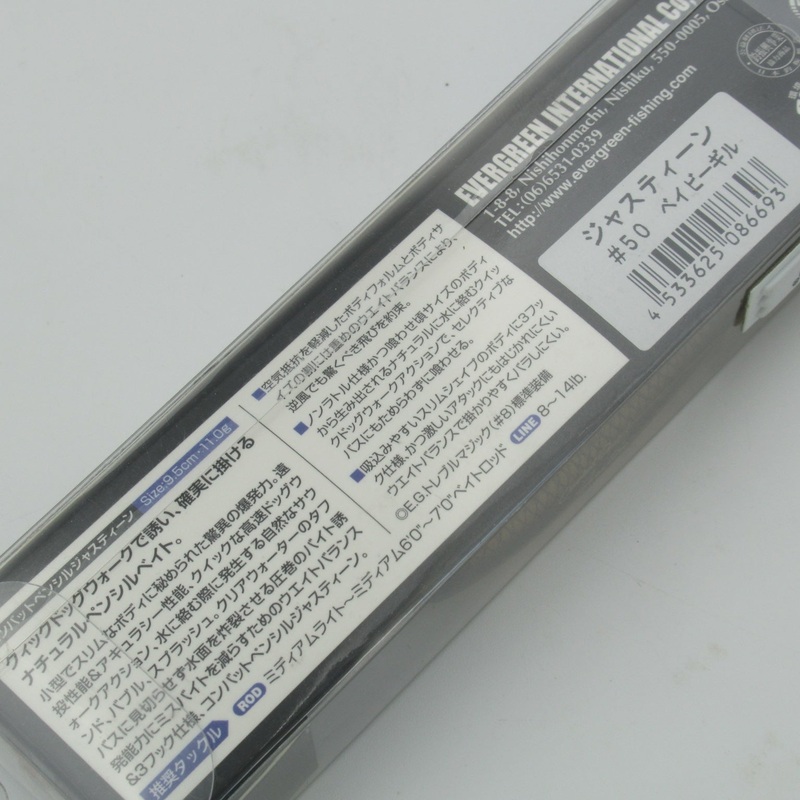 EVERGREEN INTERNATIONAL CO.,
1-8-8, Nishihonmachi, Nishiku, 550-0005, Os
TEL:(06)6531-0339
http://www.evergreen-fishing.com
ジャスティーン
#50 ベイビーギル
4 533625 086693
コンバットペンシルジャスティーン Size:9.5cm・11.0g
クイックドッグウォークで誘い、確実に掛ける
ナチュラルペンシルベイト。
小型でスリムなボディに秘められた驚異の爆発力。遠
投性能&アキュラシー性能、クイックな高速ドッグウ
ォークアクション、水に絡む際に発生する自然なサウ
ンド、バブル、スプラッシュ。クリアウォーターのタフ
バスに見切らせず水面を炸裂させる圧巻のバイト誘
発能力にミスバイトを減らすためのウエイトバランス
&3フック仕様、コンバットペンシルジャスティーン。
■空気抵抗を軽減したボディフォルムとボディサ
イズの割には重めのウエイトバランスにより、
逆風でも驚くべき飛びを約束。
■ノンラトル仕様かつ喰わせ頃サイズのボディ
から生み出されるナチュラルに水に絡むクイッ
クドッグウォークアクションで、セレクティブな
バスにもためらわずに喰わせる。
■吸込みやすいスリムシェイプのボディに3フッ
ク仕様、かつ激しいアタックにもはじかれにくい
ウエイトバランスで掛かりやすくバラしにくい。
◎E.G.トレブルマジック(#8)標準装備
推奨タックル ROD ミディアムライト~ミディアム6'0"~7'0"ベイトロッド LINE 8~14lb.